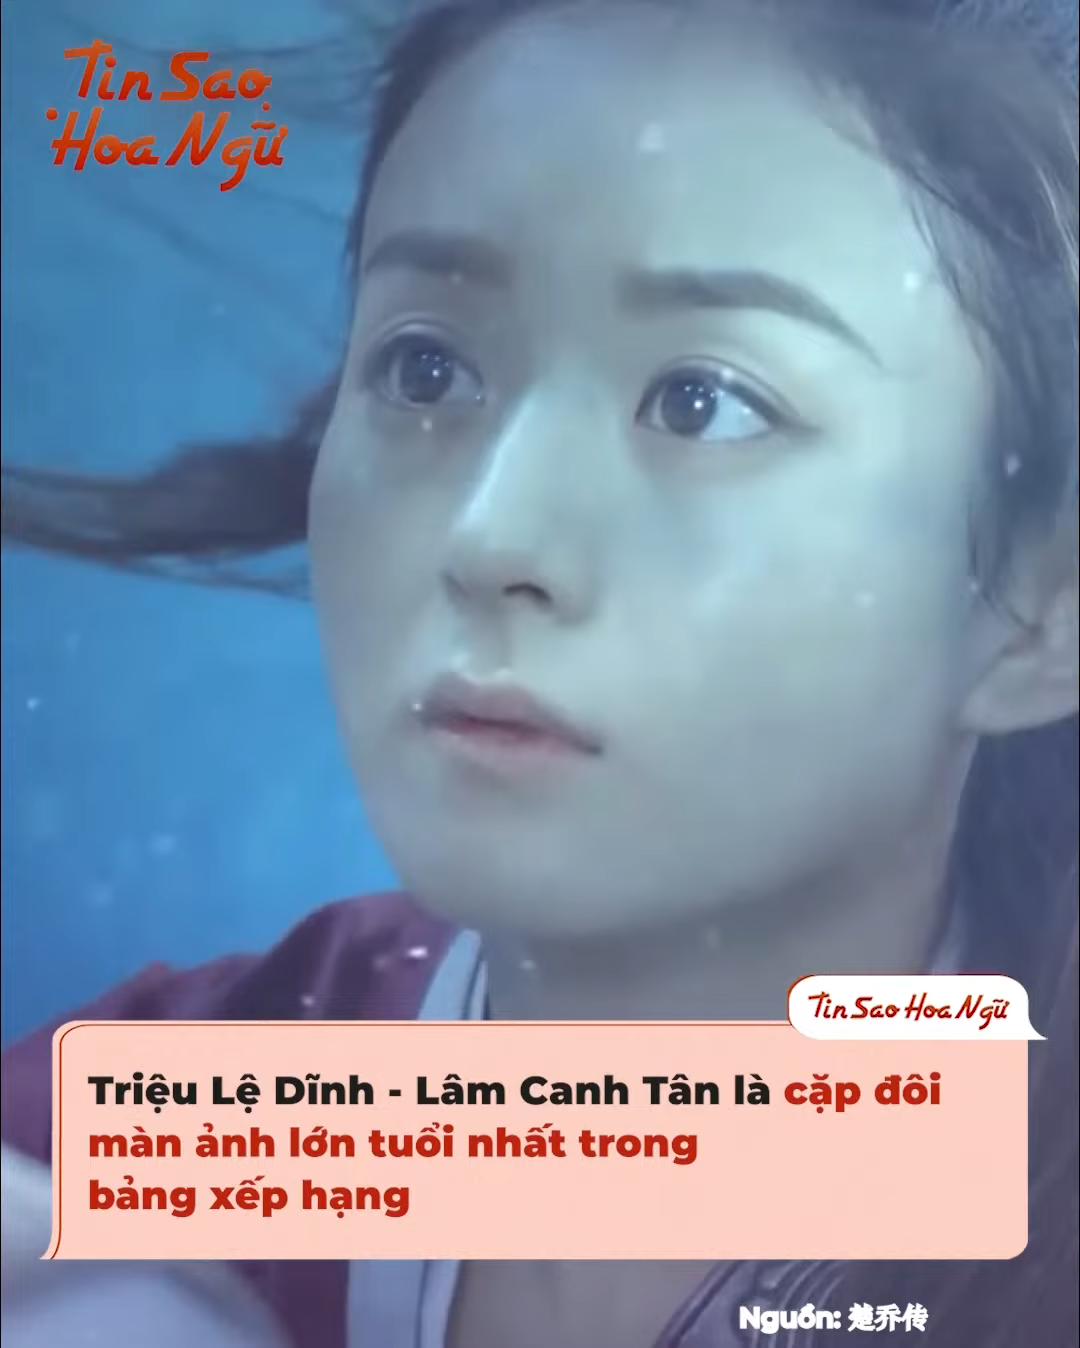 Tin Sao
Hoa Ngữ
Tin Sao Hoa Ngữ
Triệu Lệ Dĩnh - Lâm Canh Tân là cặp đôi
màn ảnh lớn tuổi nhất trong
bảng xếp hạng
Nguồn: 楚乔传